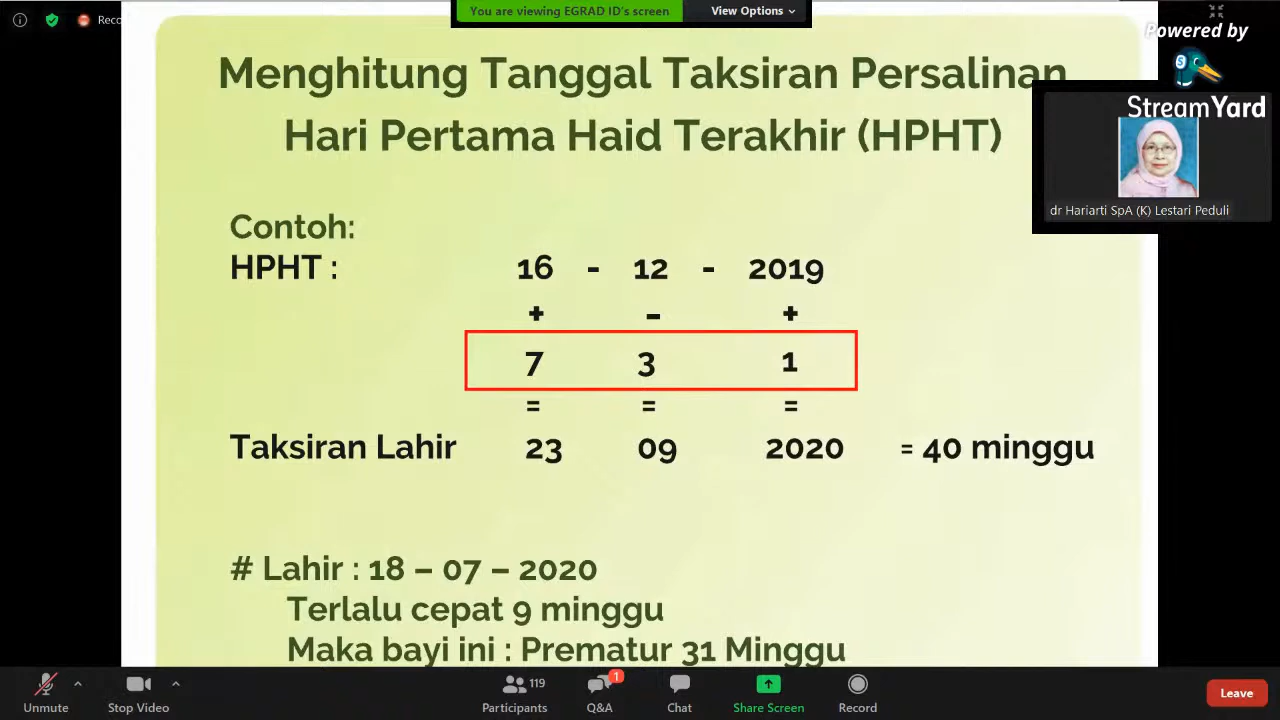 Reco
You are viewing EGRAD ID's screen
View Options
Powered by
StreamYard
dr Hariarti SpA (K) Lestari Peduli
Menghitung Tanggal Taksiran Persalinan
Hari Pertama Haid Terakhir (HPHT)
Contoh:
HPHT : 16 - 12 - 2019
+ - +
7 3 1
= = =
Taksiran Lahir 23 09 2020 = 40 minggu
# Lahir : 18 – 07 – 2020
Terlalu cepat 9 minggu
Maka bayi ini : Prematur 31 Minggu
Unmute
Stop Video
119
Participants
1
Q&A
Chat
Share Screen
Record
Leave